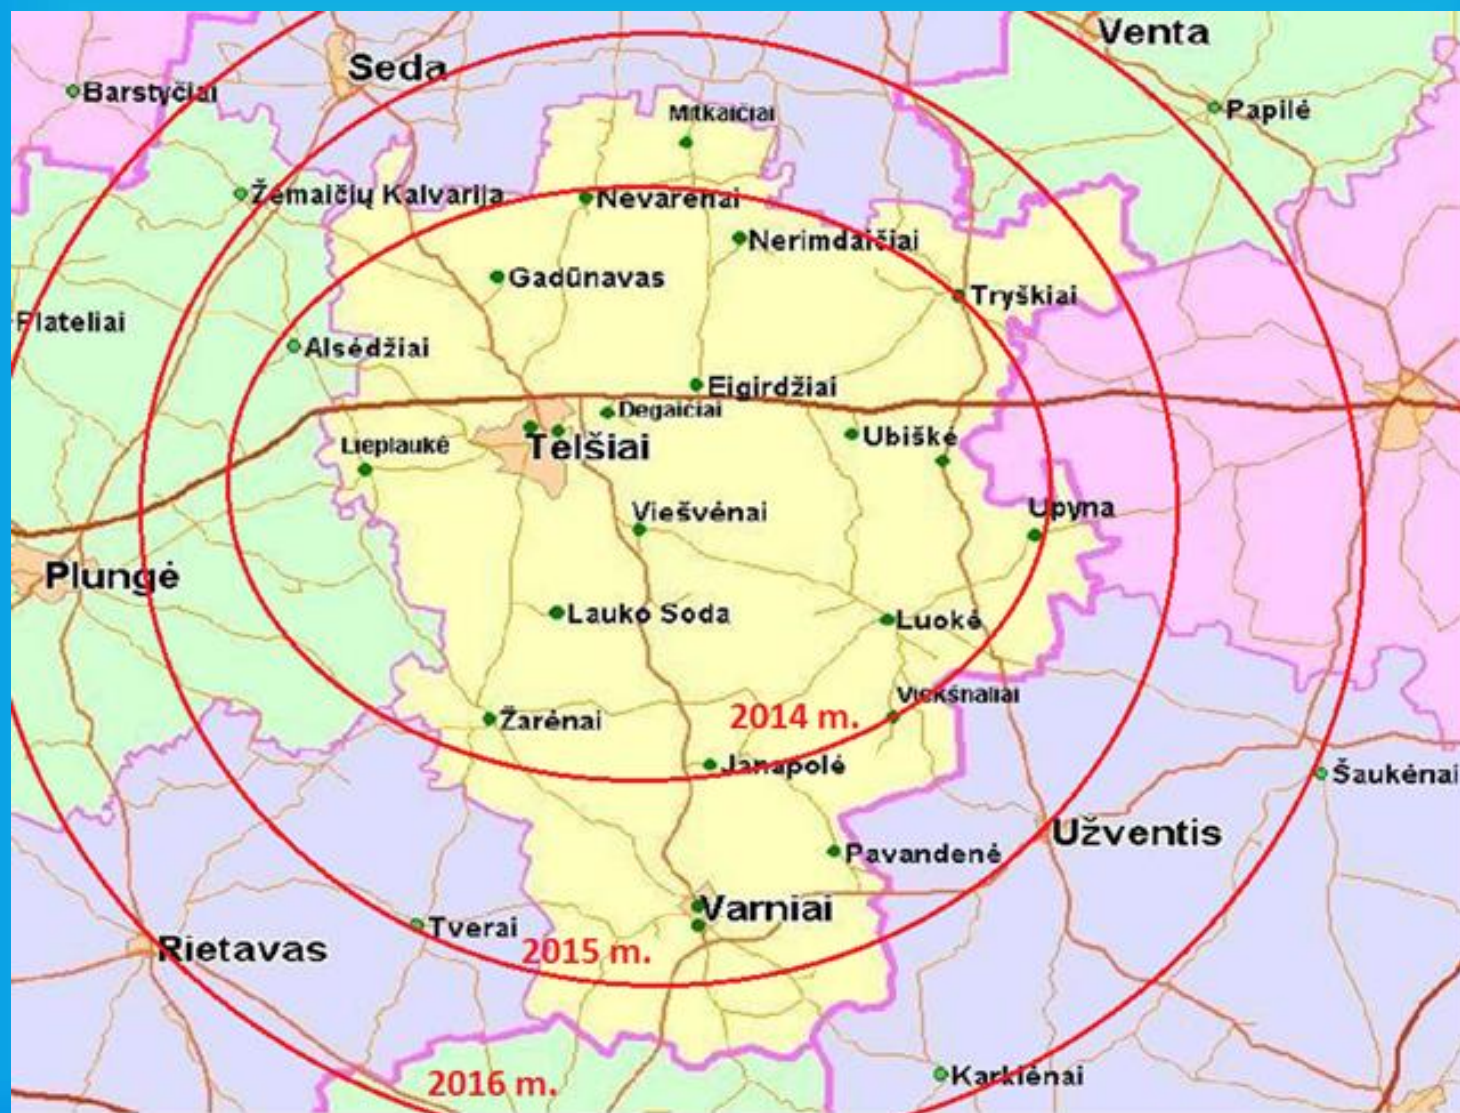 Venta
Seda
Barstyčiai
Mitkaičiai
Papilė
Žemaičių Kalvarija
Nevarėnai
Nerimdaičiai
Gadūnavas
Tryškiai
Plateliai
Alsėdžiai
Eigirdžiai
Degaičiai
Lieplaukė
Telšiai
Ubiškė
Viešvėnai
Upyna
Plungė
Lauko Soda
Luokė
Viekšnaliai
Žarėnai
2014 m.
Janapolė
Šaukėnai
Užventis
Pavandenė
Varniai
Tverai
Rietavas
2015 m.
Karklėnai
2016 m.